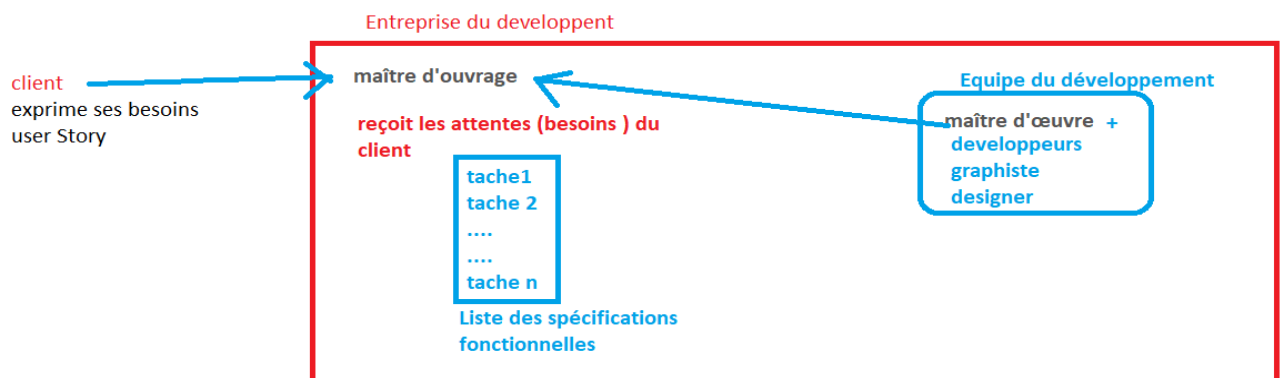 Entreprise du developpent
client
exprime ses besoins
user Story
maître d'ouvrage
reçoit les attentes (besoins ) du
client
tache1
tache 2
....
....
tache n
Liste des spécifications
fonctionnelles
Equipe du développement
maître d'œuvre +
developpeurs
graphiste
designer